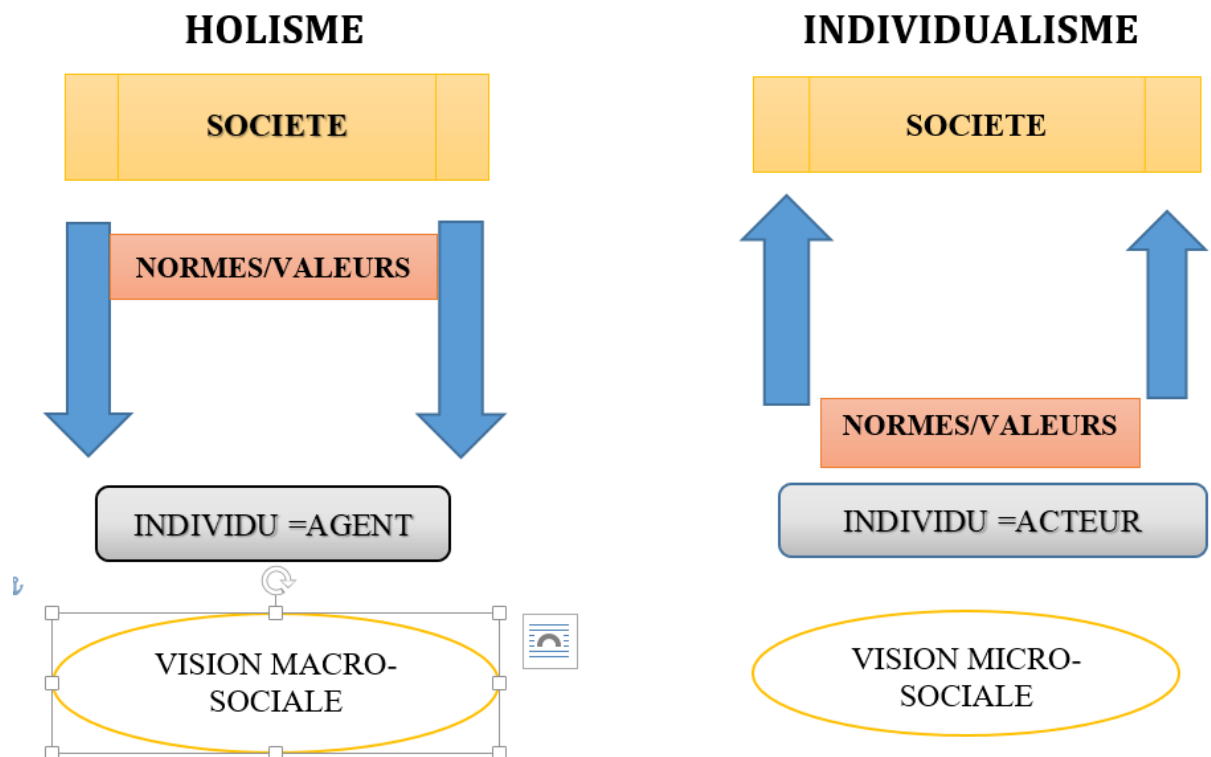 HOLISME
SOCIETE
NORMES/VALEURS
INDIVIDU =AGENT
VISION MACRO-
SOCIALE
INDIVIDUALISME
SOCIETE
NORMES/VALEURS
INDIVIDU =ACTEUR
VISION MICRO-
SOCIALE